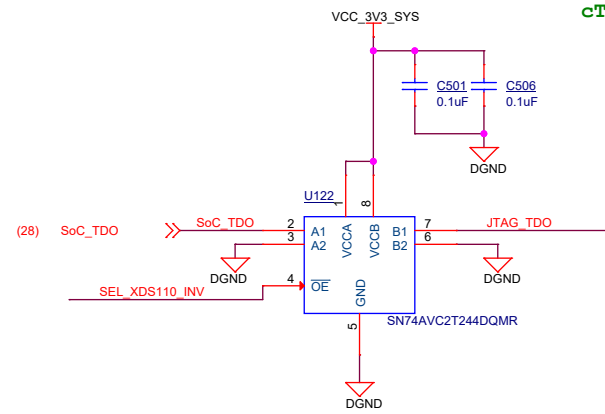 cT
VCC_3V3_SYS
C501
0.1uF
C506
0.1uF
DGND
U122
1
8
(28) SoC_TDO
SoC_TDO
2
A1
VCCA
VCCB
B1
7
JTAG_TDO
3
A2
B2
6
DGND
DGND
SEL_XDS110_INV
4
OE
GND
5
SN74AVC2T244DQMR
DGND